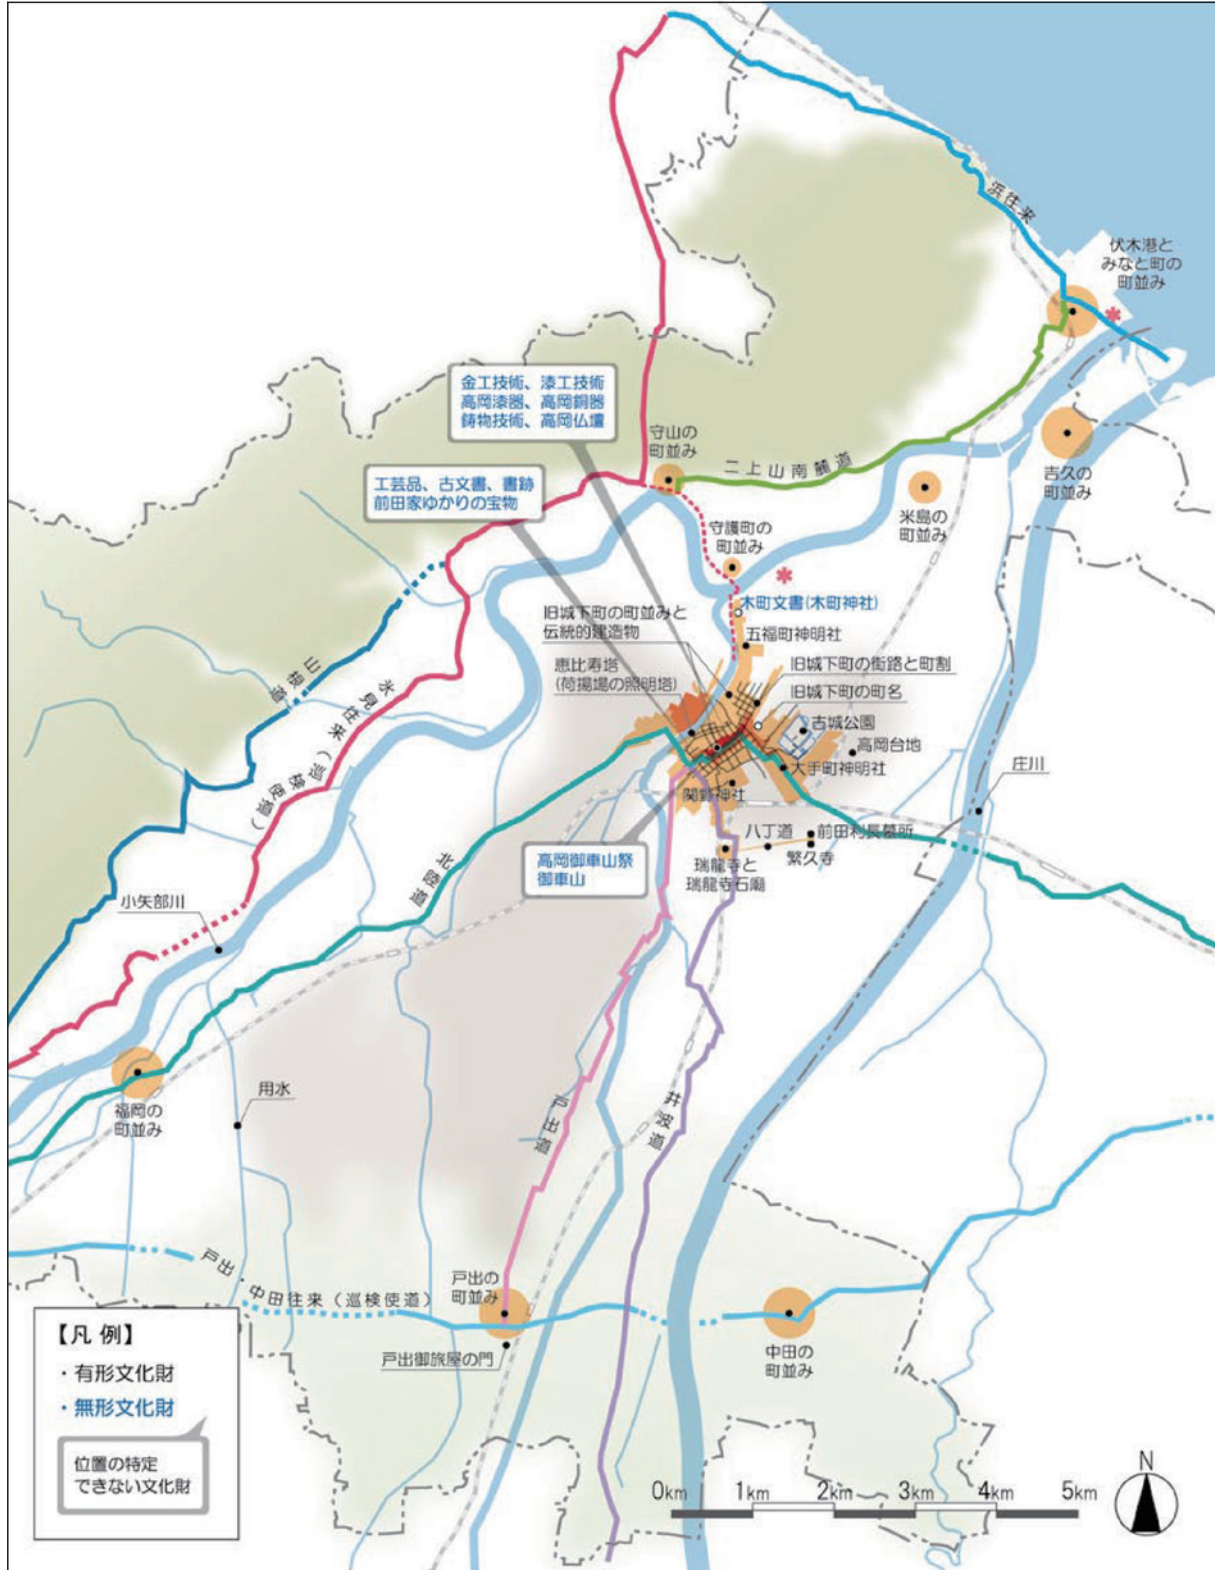 浜往来
伏木港と
みなと町の
町並み
金工技術、漆工技術
高岡漆器、高岡銅器
鋳物技術、高岡仏壇
守山の
町並み
二上山南麓道
吉久の
町並み
工芸品、古文書、書跡
前田家ゆかりの宝物
米島の
町並み
守護町の
町並み
木町文書(木町神社)
旧城下町の町並みと
伝統的建造物
五福町神明社
恵比寿塔
(荷揚場の照明塔)
旧城下町の街路と町割
旧城下町の町名
古城公園
高岡台地
大手町神明社
関野神社
山根道
氷見往来（巡検使道）
庄川
八丁道
前田利長墓所
繁久寺
瑞龍寺と
瑞龍寺石廟
高岡御車山祭
御車山
北陸道
小矢部川
福岡の
町並み
用水
戸出道
井波道
戸出・中田往来（巡検使道）
戸出の
町並み
戸出御旅屋の門
中田の
町並み
【凡 例】
・有形文化財
・無形文化財
位置の特定
できない文化財
0km 1km 2km 3km 4km 5km
N